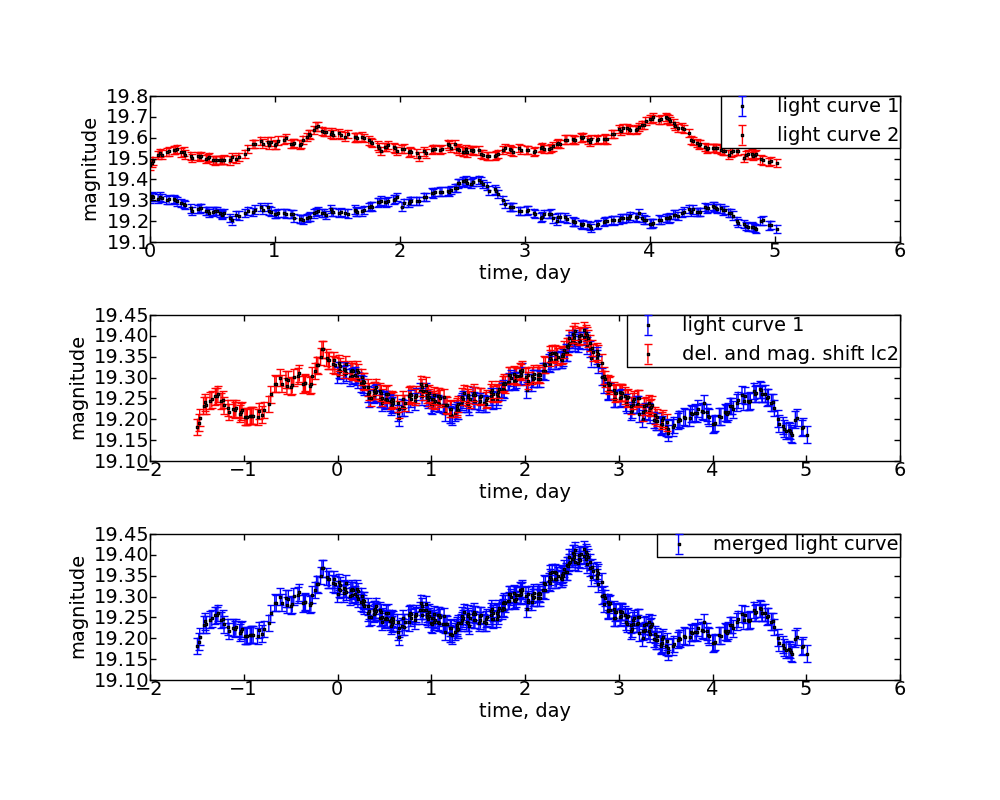 19.8
19.7
19.6
19.5
19.4
19.3
19.2
19.1
magnitude
light curve 1
light curve 2
0 1 2 3 4 5 6
time, day
19.45
19.40
19.35
19.30
19.25
19.20
19.15
19.10
magnitude
light curve 1
del. and mag. shift lc2
−2 −1 0 1 2 3 4 5 6
time, day
19.45
19.40
19.35
19.30
19.25
19.20
19.15
19.10
magnitude
merged light curve
−2 −1 0 1 2 3 4 5 6
time, day